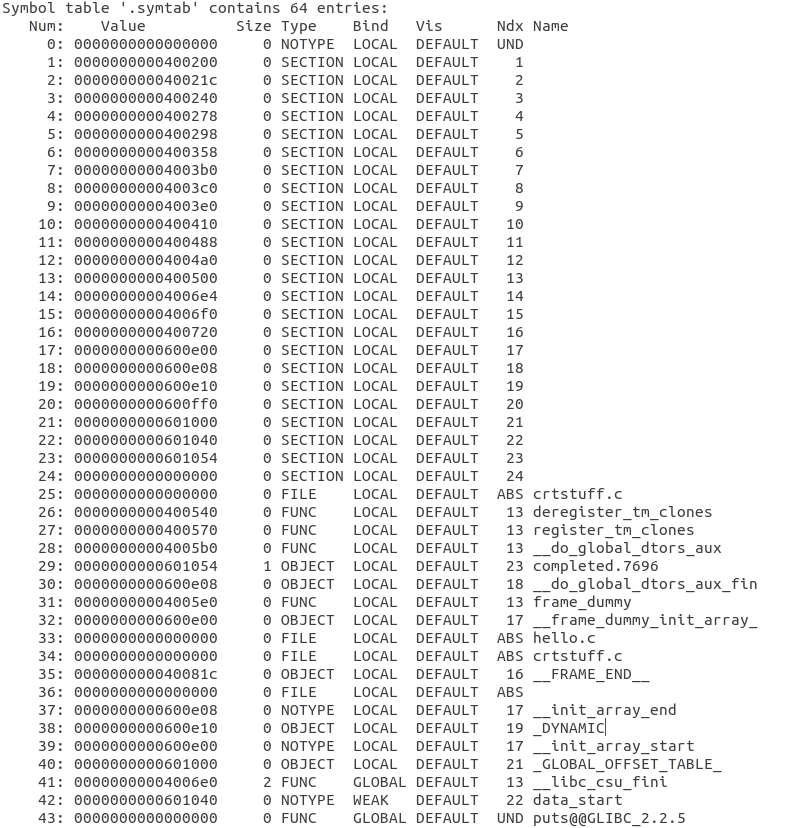 Symbol table '.symtab' contains 64 entries:
   Num:    Value          Size Type    Bind   Vis      Ndx Name
     0: 0000000000000000     0 NOTYPE  LOCAL  DEFAULT  UND
     1: 0000000000400200     0 SECTION LOCAL  DEFAULT    1
     2: 000000000040021c     0 SECTION LOCAL  DEFAULT    2
     3: 0000000000400240     0 SECTION LOCAL  DEFAULT    3
     4: 0000000000400278     0 SECTION LOCAL  DEFAULT    4
     5: 0000000000400298     0 SECTION LOCAL  DEFAULT    5
     6: 0000000000400358     0 SECTION LOCAL  DEFAULT    6
     7: 00000000004003b0     0 SECTION LOCAL  DEFAULT    7
     8: 00000000004003c0     0 SECTION LOCAL  DEFAULT    8
     9: 00000000004003e0     0 SECTION LOCAL  DEFAULT    9
    10: 0000000000400410     0 SECTION LOCAL  DEFAULT   10
    11: 0000000000400488     0 SECTION LOCAL  DEFAULT   11
    12: 00000000004004a0     0 SECTION LOCAL  DEFAULT   12
    13: 0000000000400500     0 SECTION LOCAL  DEFAULT   13
    14: 00000000004006e4     0 SECTION LOCAL  DEFAULT   14
    15: 00000000004006f0     0 SECTION LOCAL  DEFAULT   15
    16: 0000000000400720     0 SECTION LOCAL  DEFAULT   16
    17: 0000000000600e00     0 SECTION LOCAL  DEFAULT   17
    18: 0000000000600e08     0 SECTION LOCAL  DEFAULT   18
    19: 0000000000600e10     0 SECTION LOCAL  DEFAULT   19
    20: 0000000000600ff0     0 SECTION LOCAL  DEFAULT   20
    21: 0000000000601000     0 SECTION LOCAL  DEFAULT   21
    22: 0000000000601040     0 SECTION LOCAL  DEFAULT   22
    23: 0000000000601054     0 SECTION LOCAL  DEFAULT   23
    24: 0000000000000000     0 SECTION LOCAL  DEFAULT   24
    25: 0000000000000000     0 FILE    LOCAL  DEFAULT  ABS crtstuff.c
    26: 0000000000400540     0 FUNC    LOCAL  DEFAULT   13 deregister_tm_clones
    27: 0000000000400570     0 FUNC    LOCAL  DEFAULT   13 register_tm_clones
    28: 00000000004005b0     0 FUNC    LOCAL  DEFAULT   13 __do_global_dtors_aux
    29: 0000000000601054     1 OBJECT  LOCAL  DEFAULT   23 completed.7696
    30: 0000000000600e08     0 OBJECT  LOCAL  DEFAULT   18 __do_global_dtors_aux_fin
    31: 00000000004005e0     0 FUNC    LOCAL  DEFAULT   13 frame_dummy
    32: 0000000000600e00     0 OBJECT  LOCAL  DEFAULT   17 __frame_dummy_init_array_
    33: 0000000000000000     0 FILE    LOCAL  DEFAULT  ABS hello.c
    34: 0000000000000000     0 FILE    LOCAL  DEFAULT  ABS crtstuff.c
    35: 000000000040081c     0 OBJECT  LOCAL  DEFAULT   16 __FRAME_END__
    36: 0000000000000000     0 FILE    LOCAL  DEFAULT  ABS
    37: 0000000000600e08     0 NOTYPE  LOCAL  DEFAULT   17 __init_array_end
    38: 0000000000600e10     0 OBJECT  LOCAL  DEFAULT   19 _DYNAMIC
    39: 0000000000600e00     0 NOTYPE  LOCAL  DEFAULT   17 __init_array_start
    40: 0000000000601000     0 OBJECT  LOCAL  DEFAULT   21 _GLOBAL_OFFSET_TABLE_
    41: 00000000004006e0     2 FUNC    GLOBAL DEFAULT   13 __libc_csu_fini
    42: 0000000000601040     0 NOTYPE  WEAK   DEFAULT   22 data_start
    43: 0000000000000000     0 FUNC    GLOBAL DEFAULT  UND puts@@GLIBC_2.2.5